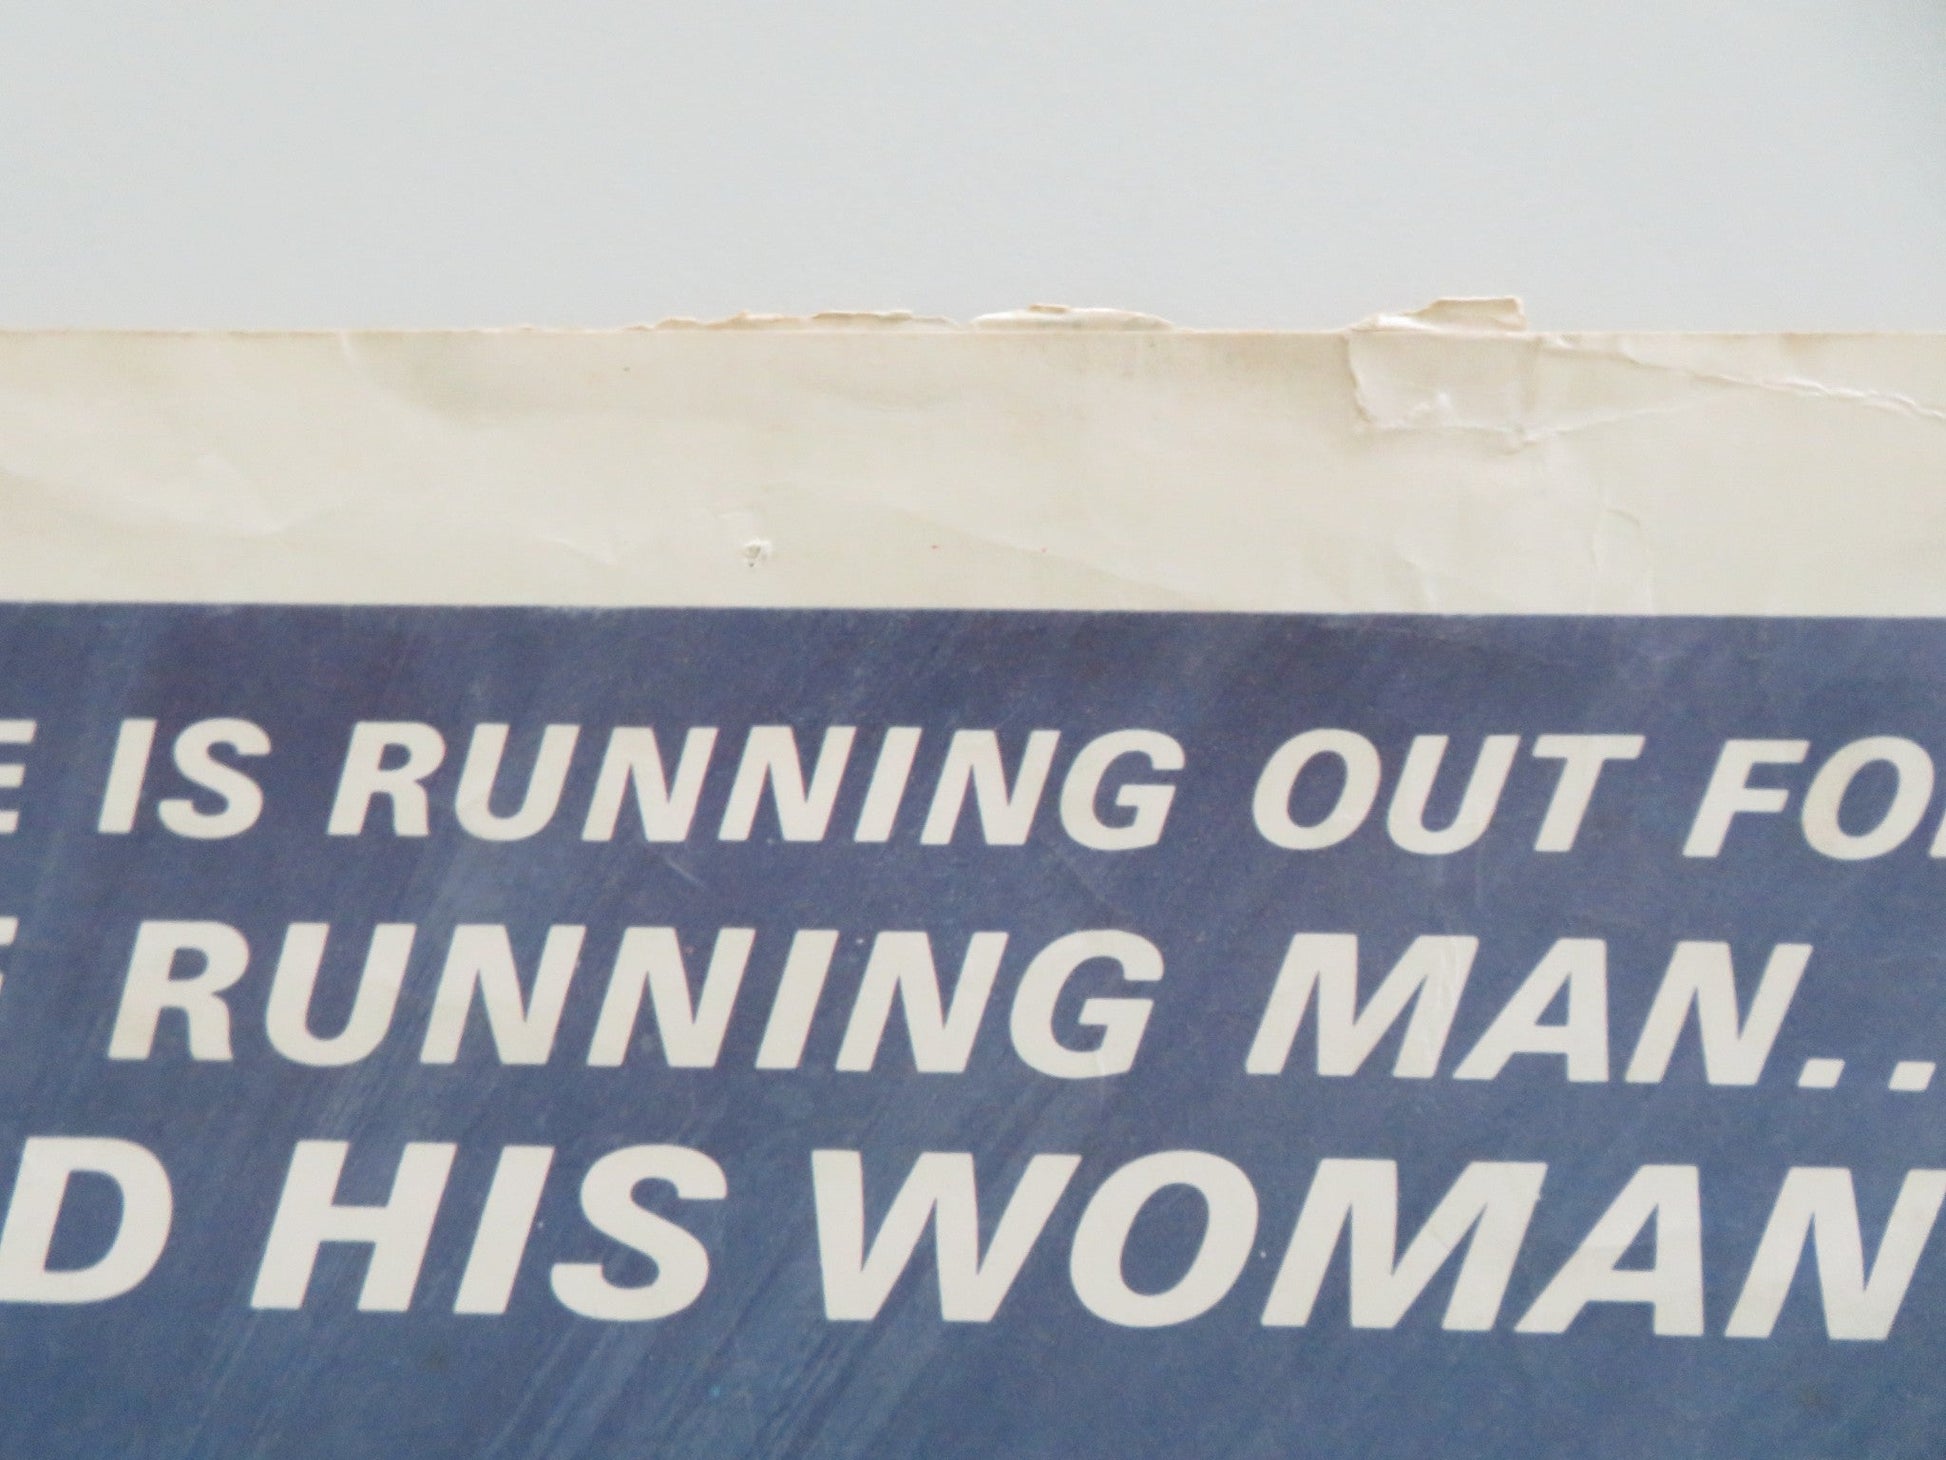 E IS RUNNING OUT FO
E RUNNING MAN..
D HIS WOMAN